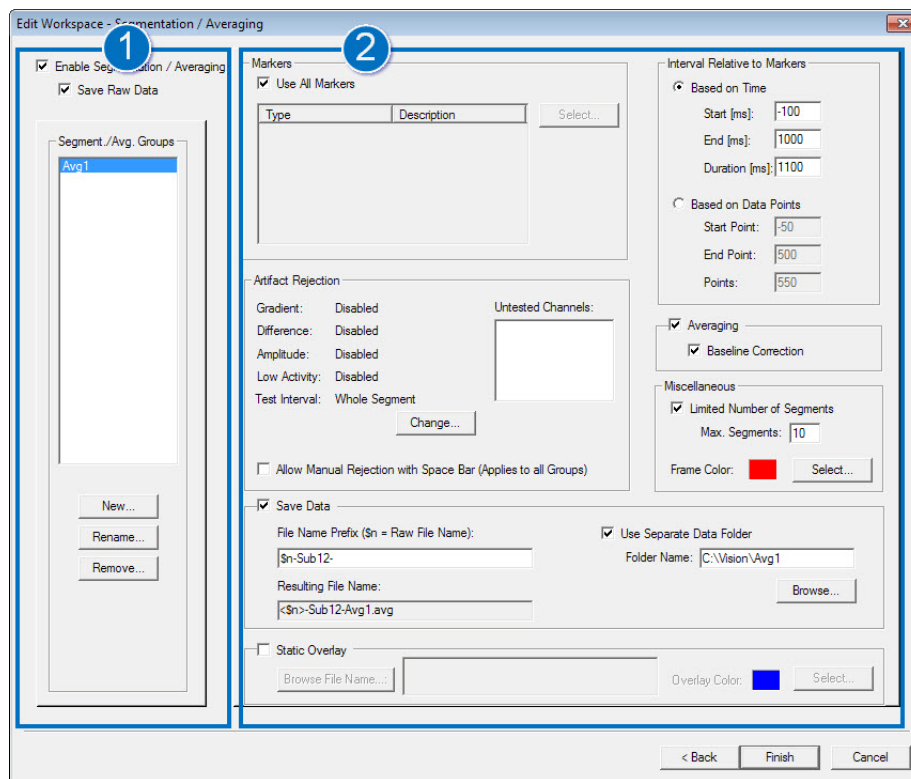 Edit Workspace - Segmentation / Averaging
1
2
Enable Segmentation / Averaging
Save Raw Data
Segment./Avg. Groups
Avg1
New...
Rename...
Remove...
Markers
Use All Markers
Type Description
Select...
Interval Relative to Markers
Based on Time
Start [ms]: -100
End [ms]: 1000
Duration [ms]: 1100
Based on Data Points
Start Point: -50
End Point: 500
Points: 550
Artifact Rejection
Gradient: Disabled
Difference: Disabled
Amplitude: Disabled
Low Activity: Disabled
Test Interval: Whole Segment
Untested Channels:
Change...
Allow Manual Rejection with Space Bar (Applies to all Groups)
Averaging
Baseline Correction
Miscellaneous
Limited Number of Segments
Max. Segments: 10
Frame Color: Select...
Save Data
File Name Prefix ($n = Raw File Name):
$n-Sub12-
Resulting File Name:
<$n>-Sub12-Avg1.avg
Use Separate Data Folder
Folder Name: C:\Vision\Avg1
Browse...
Static Overlay
Browse File Name...:
Overlay Color: Select...
< Back Finish Cancel